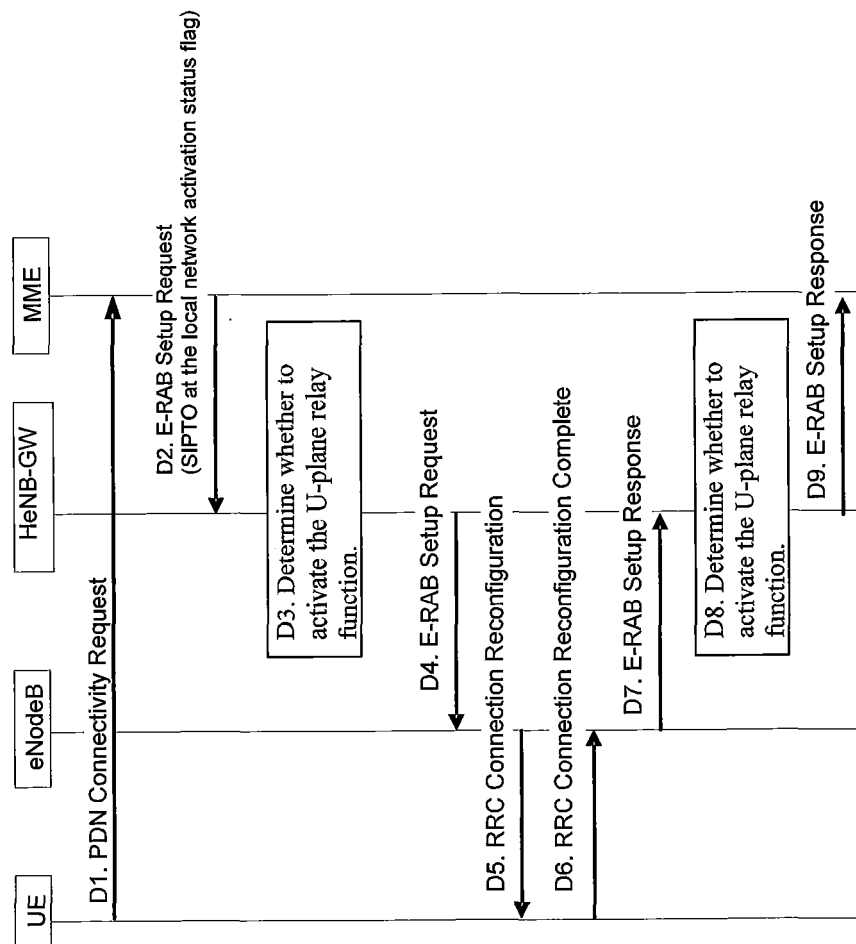 UE
eNodeB
HeNB-GW
MME
D1. PDN Connectivity Request
D2. E-RAB Setup Request
(SIPTO at the local network activation status flag)
D3. Determine whether to
activate the U-plane relay
function.
D4. E-RAB Setup Request
D5. RRC Connection Reconfiguration
D6. RRC Connection Reconfiguration Complete
D7. E-RAB Setup Response
D8. Determine whether to
activate the U-plane relay
function.
D9. E-RAB Setup Response